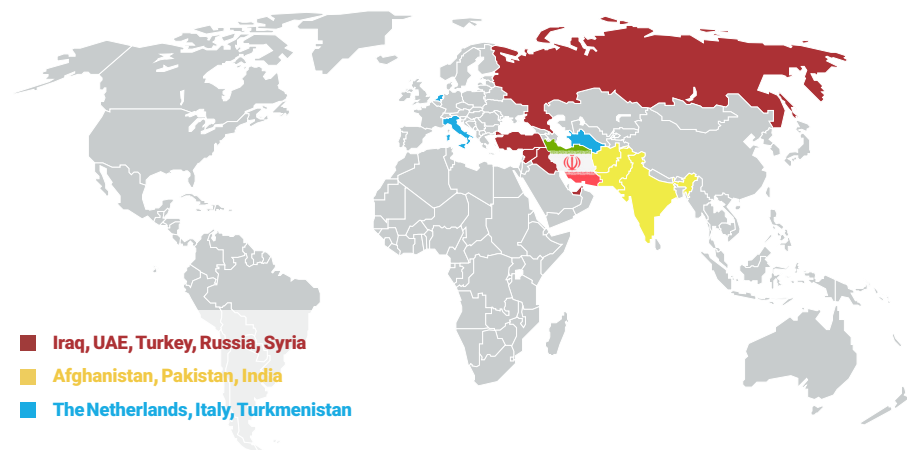 Iraq, UAE, Turkey, Russia, Syria
Afghanistan, Pakistan, India
The Netherlands, Italy, Turkmenistan